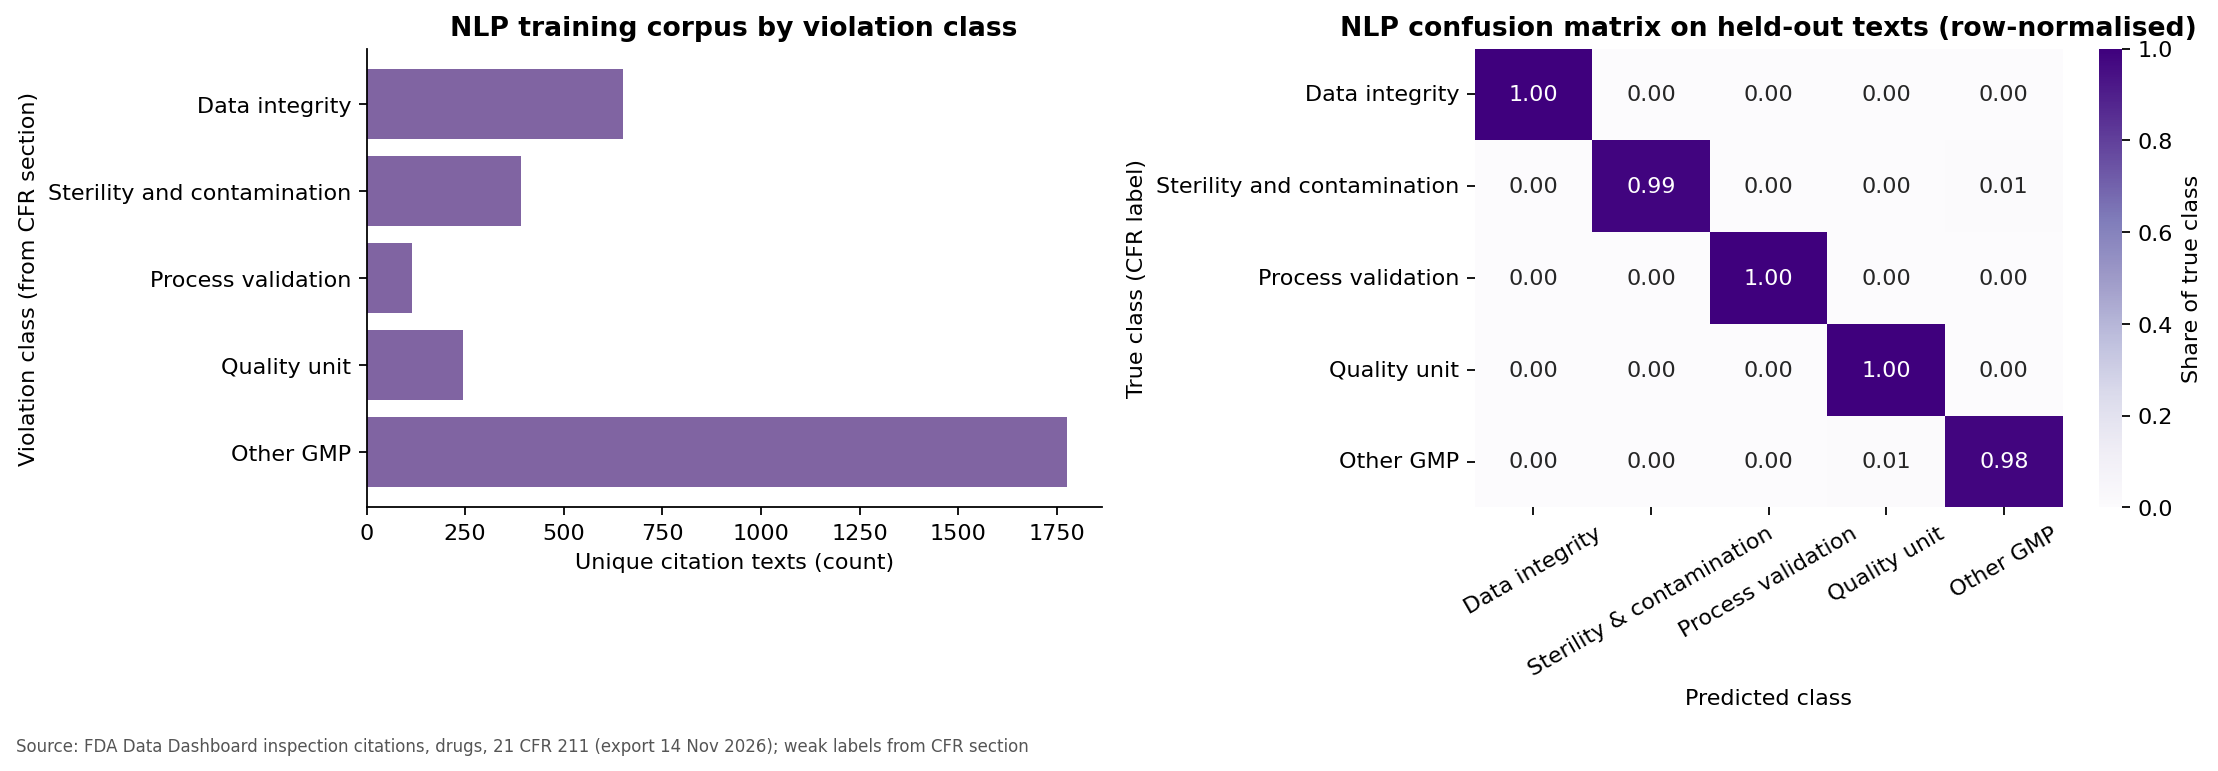 NLP training corpus by violation class
Violation class (from CFR section)
Data integrity
Sterility and contamination
Process validation
Quality unit
Other GMP
0 250 500 750 1000 1250 1500 1750
Unique citation texts (count)
NLP confusion matrix on held-out texts (row-normalised)
True class (CFR label)
Data integrity 1.00 0.00 0.00 0.00 0.00
Sterility and contamination 0.00 0.99 0.00 0.00 0.01
Process validation 0.00 0.00 1.00 0.00 0.00
Quality unit 0.00 0.00 0.00 1.00 0.00
Other GMP 0.00 0.00 0.00 0.01 0.98
Data integrity
Sterility & contamination
Process validation
Quality unit
Other GMP
Predicted class
1.0
0.8
0.6
0.4
0.2
0.0
Share of true class
Source: FDA Data Dashboard inspection citations, drugs, 21 CFR 211 (export 14 Nov 2026); weak labels from CFR section